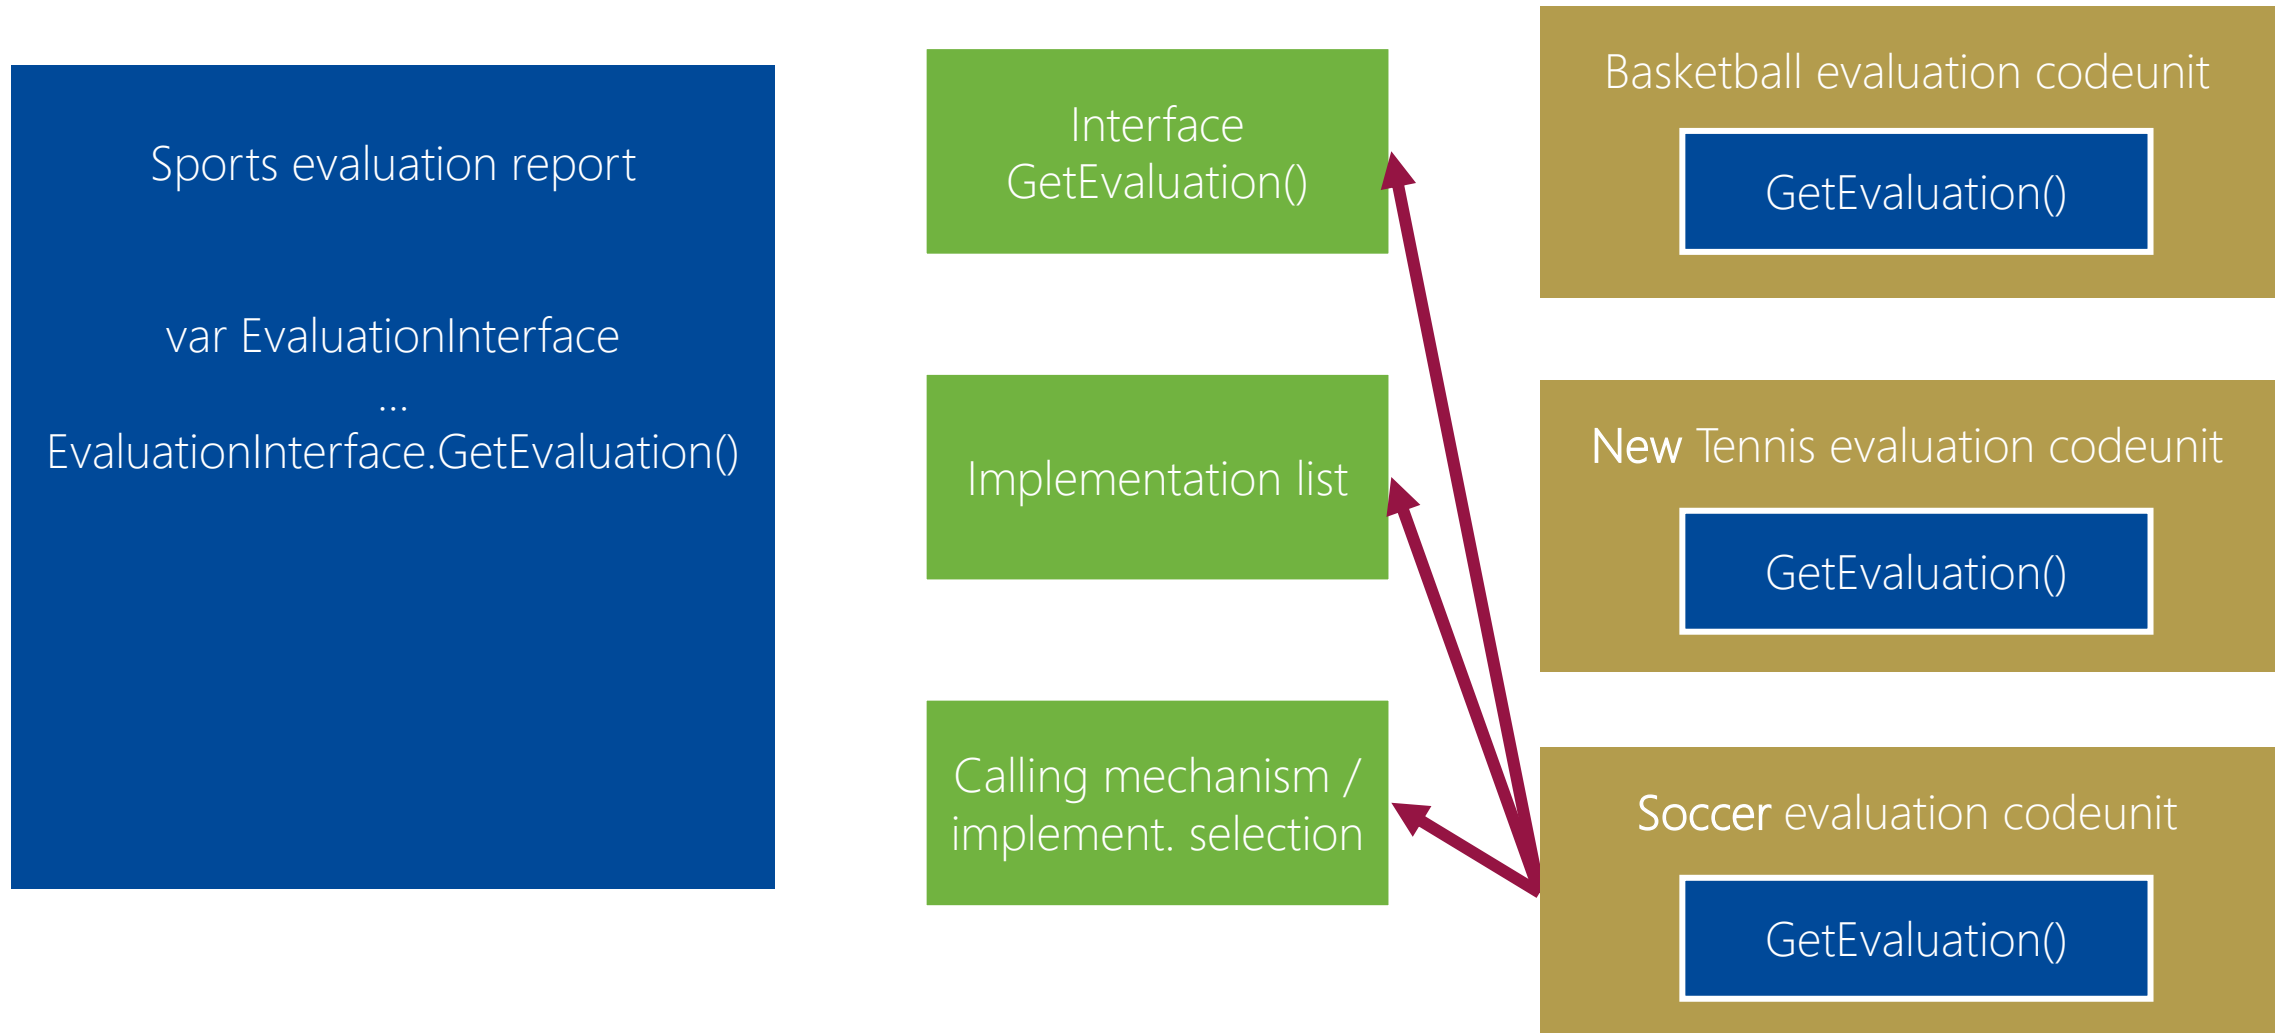 Sports evaluation report
var EvaluationInterface
...
EvaluationInterface.GetEvaluation()
Interface
GetEvaluation()
Implementation list
Calling mechanism /
implement. selection
Basketball evaluation codeunit
GetEvaluation()
New Tennis evaluation codeunit
GetEvaluation()
Soccer evaluation codeunit
GetEvaluation()